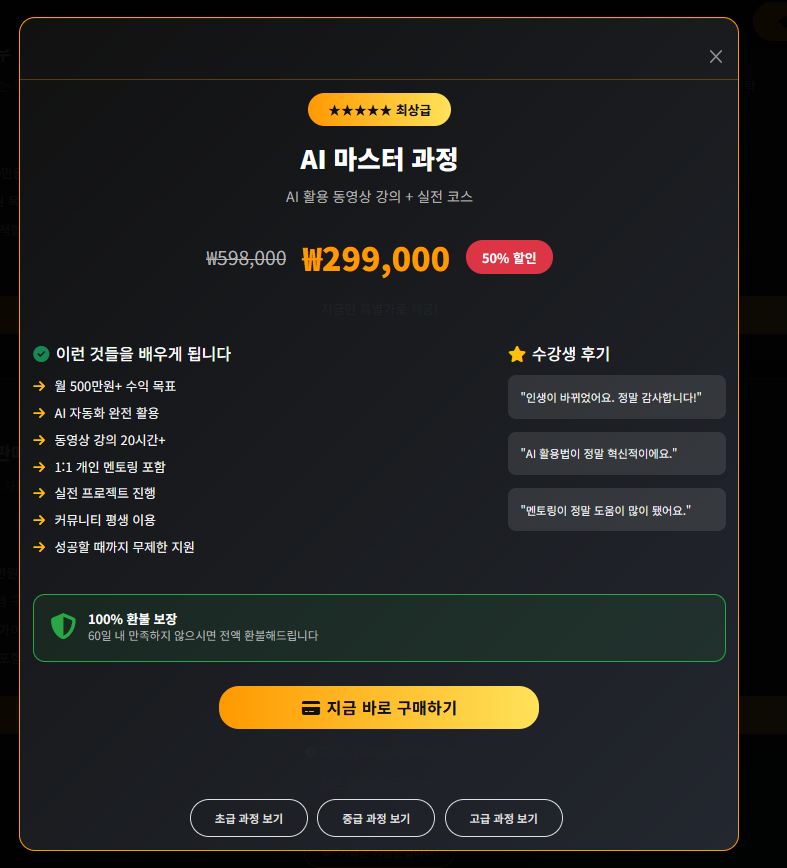 ★★★★★ 최상급
AI 마스터 과정
AI 활용 동영상 강의 + 실전 코스
₩598,000 ₩299,000 50% 할인
지금만 특별가로 제공!
이런 것들을 배우게 됩니다
월 500만원+ 수익 목표
AI 자동화 완전 활용
동영상 강의 20시간+
1:1 개인 멘토링 포함
실전 프로젝트 진행
커뮤니티 평생 이용
성공할 때까지 무제한 지원
수강생 후기
"인생이 바뀌었어요. 정말 감사합니다!"
"AI 활용법이 정말 혁신적이에요."
"멘토링이 정말 도움이 많이 됐어요."
100% 환불 보장
60일 내 만족하지 않으시면 전액 환불해드립니다
지금 바로 구매하기
초급 과정 보기 중급 과정 보기 고급 과정 보기